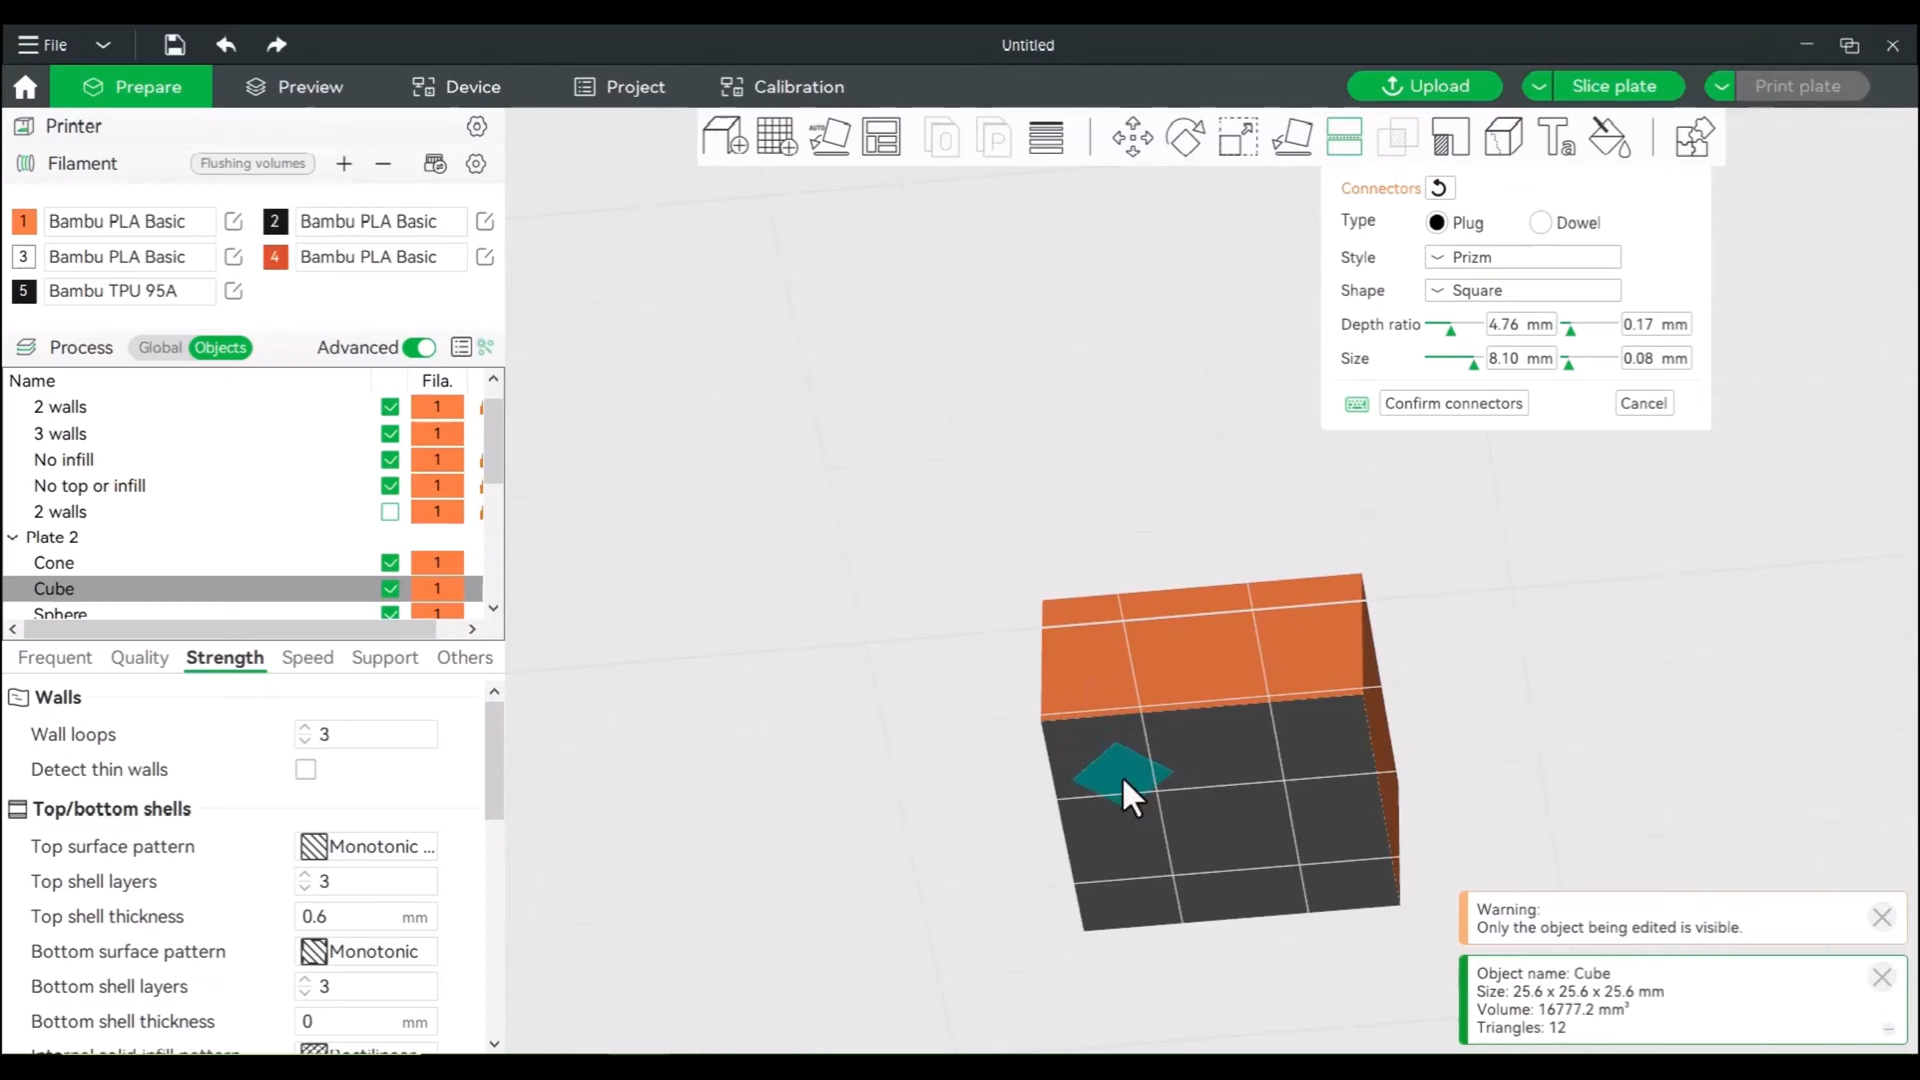 File
Untitled
Prepare
Preview
Device
Project
Calibration
Upload
Slice plate
Print plate
Printer
Filament
Flushing volumes
1 Bambu PLA Basic
2 Bambu PLA Basic
3 Bambu PLA Basic
4 Bambu PLA Basic
5 Bambu TPU 95A
AUTO
O
P
Ta
Connectors
Type Plug Dowel
Style Prizm
Shape Square
Depth ratio 4.76 mm 0.17 mm
Size 8.10 mm 0.08 mm
Confirm connectors Cancel
Process Global Objects Advanced
Name Fila.
2 walls 1
3 walls 1
No infill 1
No top or infill 1
2 walls 1
Plate 2
Cone 1
Cube 1
Sphere 1
Frequent Quality Strength Speed Support Others
Walls
Wall loops 3
Detect thin walls
Top/bottom shells
Top surface pattern Monotonic ...
Top shell layers 3
Top shell thickness 0.6 mm
Bottom surface pattern Monotonic
Bottom shell layers 3
Bottom shell thickness 0 mm
Internal solid infill pattern Rectilinear
Warning:
Only the object being edited is visible.
Object name: Cube
Size: 25.6 x 25.6 x 25.6 mm
Volume: 16777.2 mm³
Triangles: 12